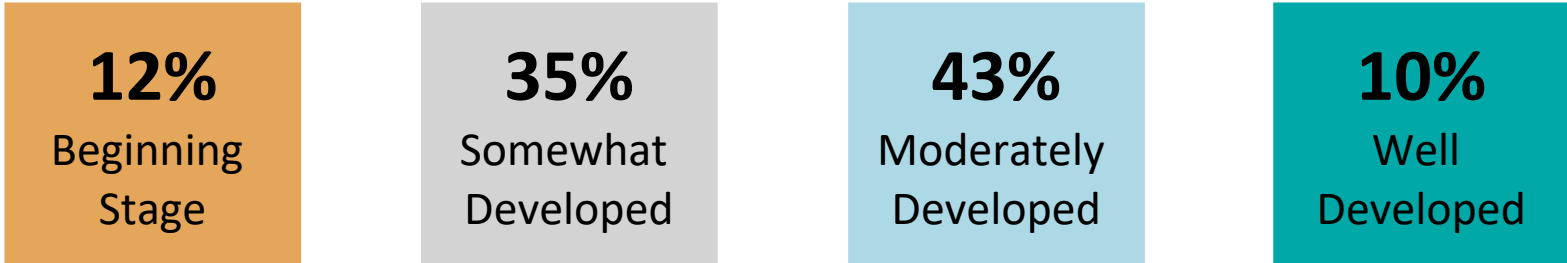 12%
Beginning
Stage
35%
Somewhat
Developed
43%
Moderately
Developed
10%
Well
Developed